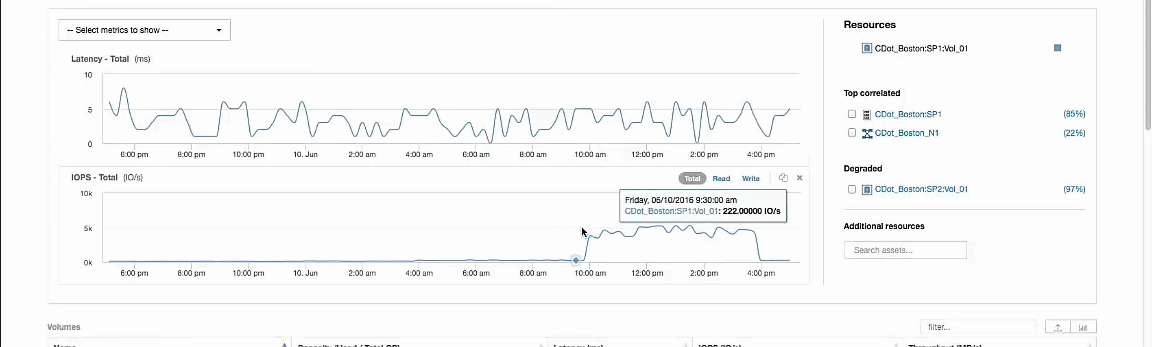 -- Select metrics to show --
Latency - Total (ms)
10
5
0
6:00 pm 8:00 pm 10:00 pm 10. Jun 2:00 am 4:00 am 6:00 am 8:00 am 10:00 am 12:00 pm 2:00 pm 4:00 pm
IOPS - Total (IO/s)
Total Read Write
10k
5k
0k
Friday, 06/10/2016 9:30:00 am
CDot_Boston:SP1:Vol_01: 222.00000 IO/s
6:00 pm 8:00 pm 10:00 pm 10. Jun 2:00 am 4:00 am 6:00 am 8:00 am 10:00 am 12:00 pm 2:00 pm 4:00 pm
Resources
CDot_Boston:SP1:Vol_01
Top correlated
CDot_Boston:SP1 (85%)
CDot_Boston_N1 (22%)
Degraded
CDot_Boston:SP2:Vol_01 (97%)
Additional resources
Search assets...
Volumes
filter...